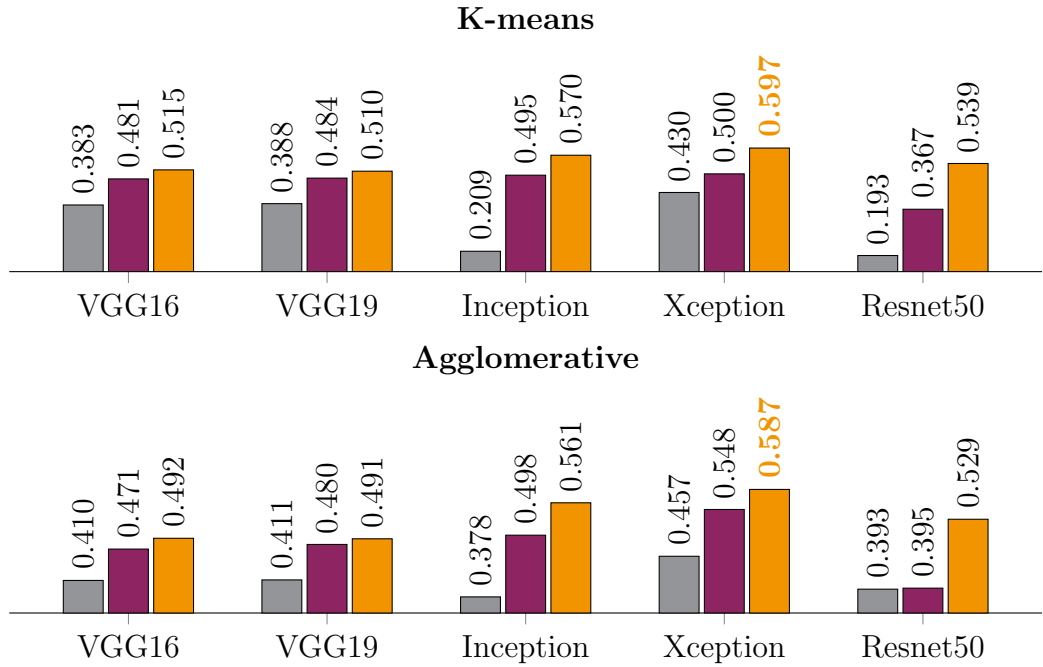 K-means
0.383 0.481 0.515 0.388 0.484 0.510 0.209 0.495 0.570 0.430 0.500 0.597 0.193 0.367 0.539
VGG16 VGG19 Inception Xception Resnet50
Agglomerative
0.410 0.471 0.492 0.411 0.480 0.491 0.378 0.498 0.561 0.457 0.548 0.587 0.393 0.395 0.529
VGG16 VGG19 Inception Xception Resnet50